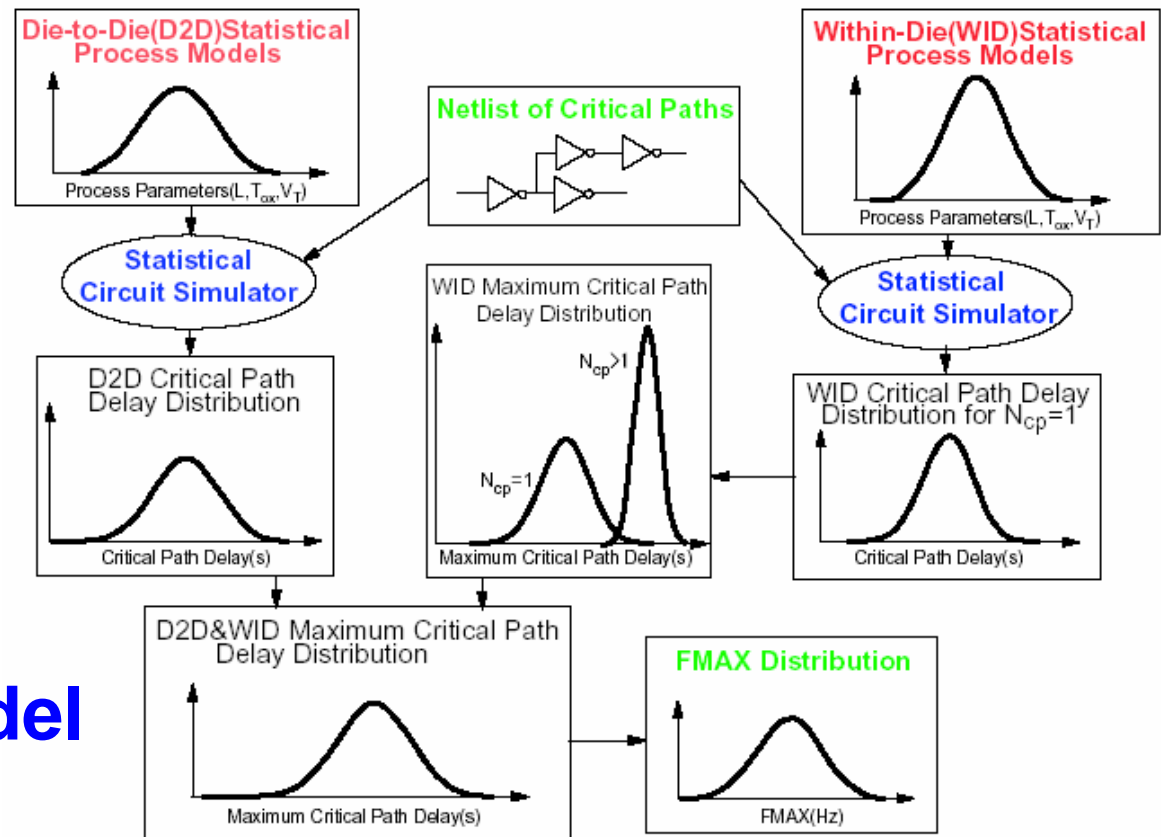 Die-to-Die(D2D)Statistical
Process Models
Process Parameters(L,Tox,VT)
Netlist of Critical Paths
Within-Die(WID)Statistical
Process Models
Process Parameters(L,Tox,VT)
Statistical
Circuit Simulator
Statistical
Circuit Simulator
D2D Critical Path
Delay Distribution
Critical Path Delay(s)
WID Maximum Critical Path
Delay Distribution
Ncp>1
Ncp=1
Maximum Critical Path Delay(s)
WID Critical Path Delay
Distribution for Ncp=1
Critical Path Delay(s)
D2D&WID Maximum Critical Path
Delay Distribution
Maximum Critical Path Delay(s)
FMAX Distribution
FMAX(Hz)
del